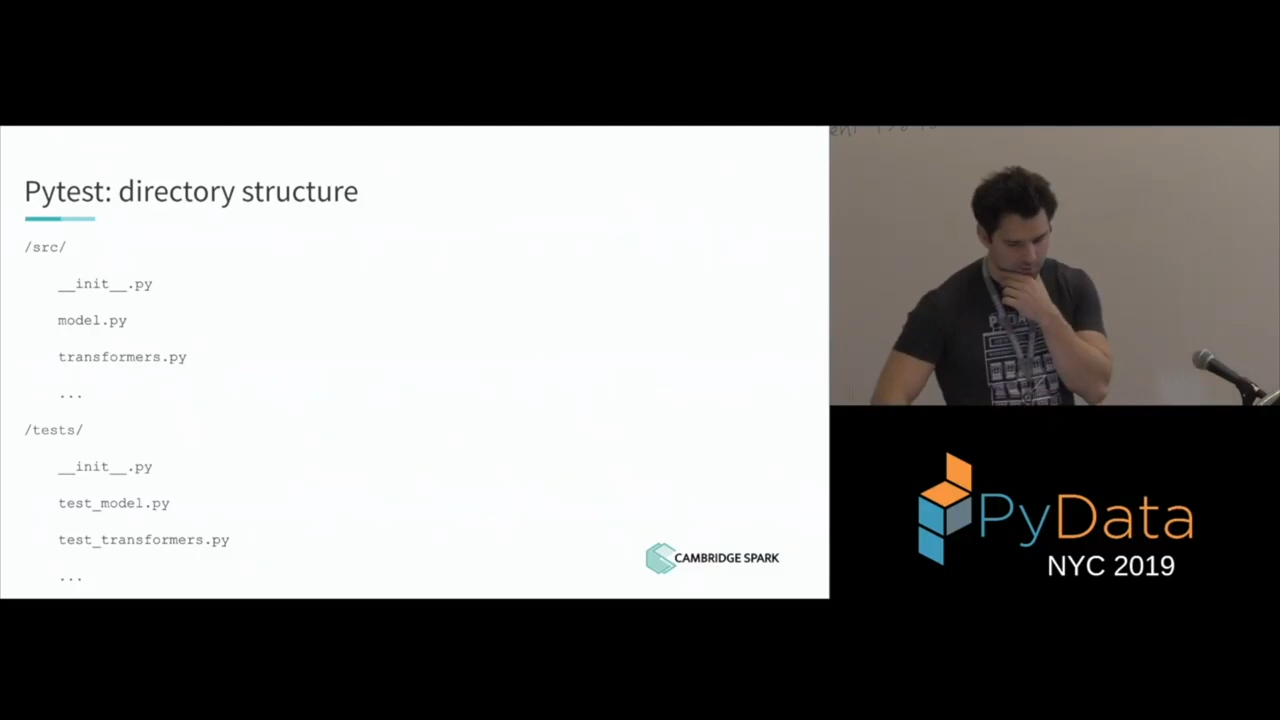 Pytest: directory structure
/src/
__init__.py
model.py
transformers.py
...
/tests/
__init__.py
test_model.py
test_transformers.py
...
CAMBRIDGE SPARK
PyData
NYC 2019